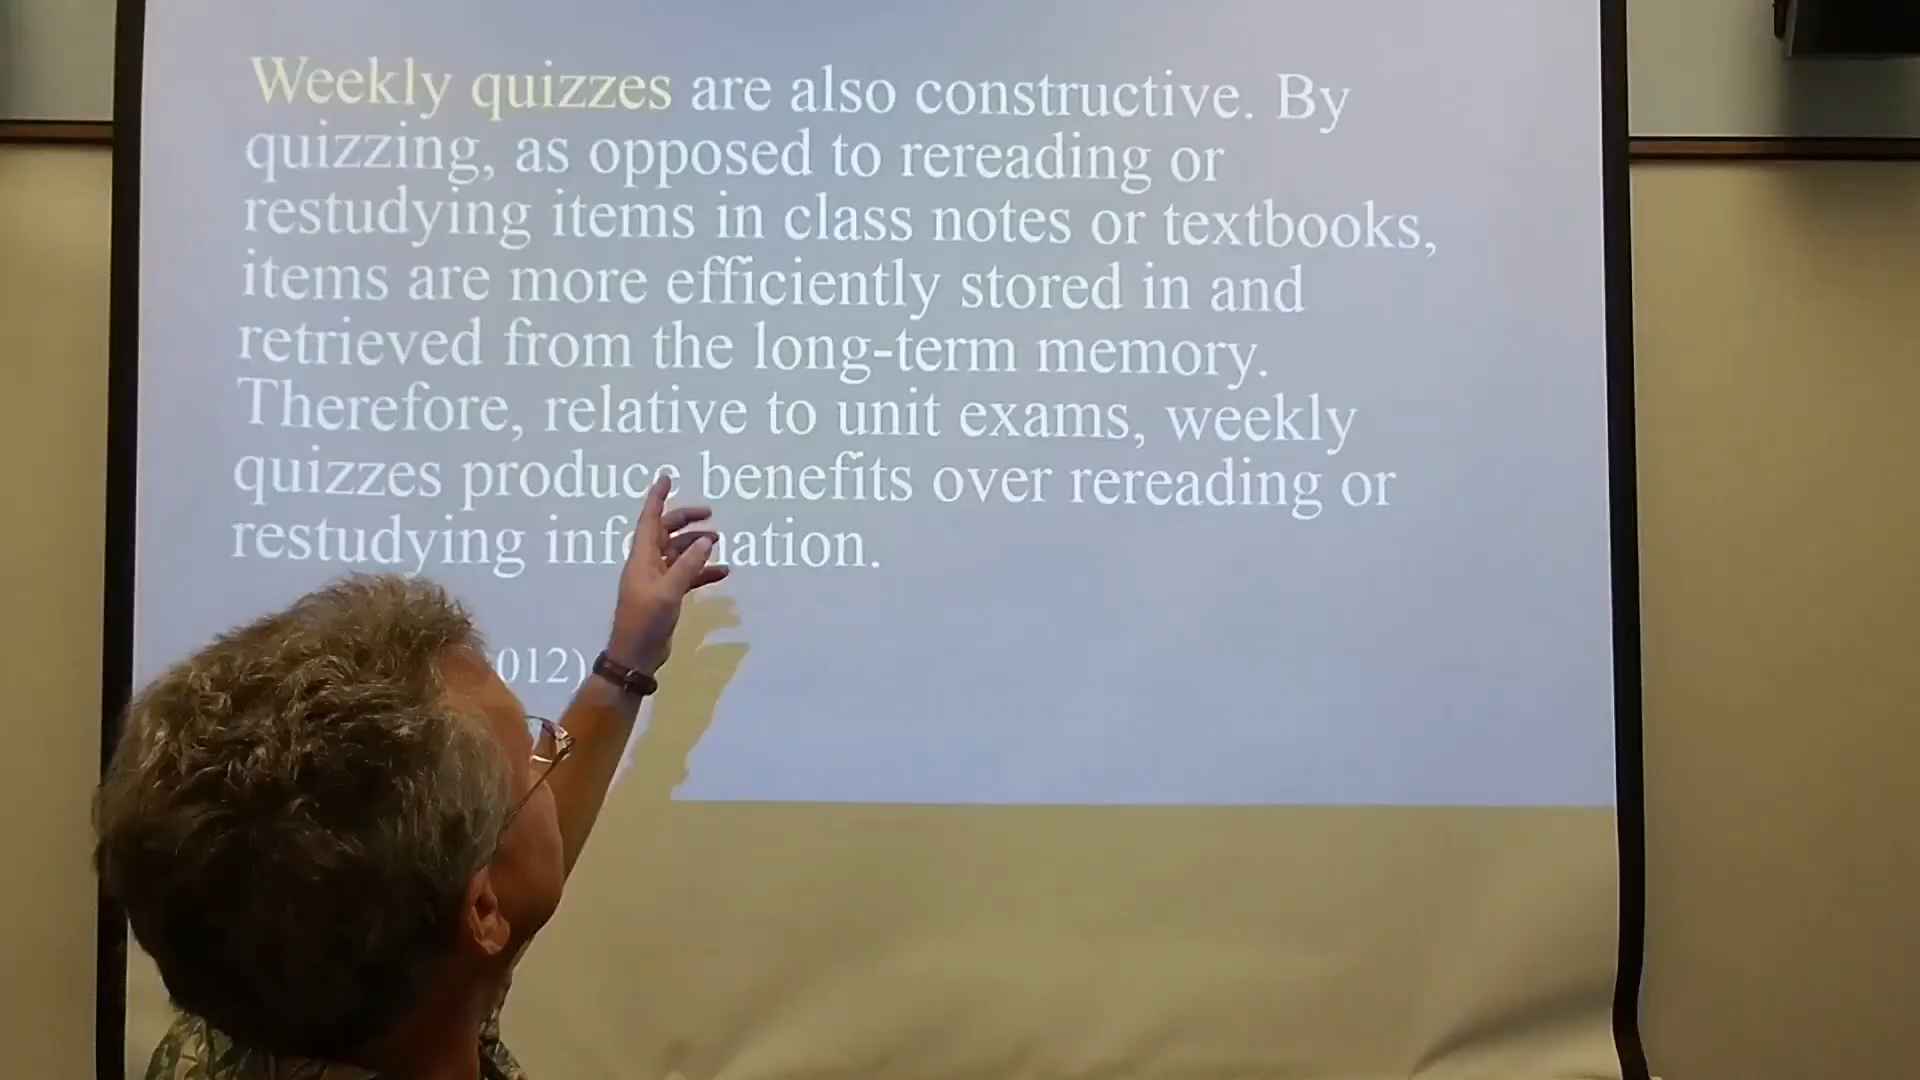 Weekly quizzes are also constructive. By
quizzing, as opposed to rereading or
restudying items in class notes or textbooks,
items are more efficiently stored in and
retrieved from the long-term memory.
Therefore, relative to unit exams, weekly
quizzes produce benefits over rereading or
restudying
012)